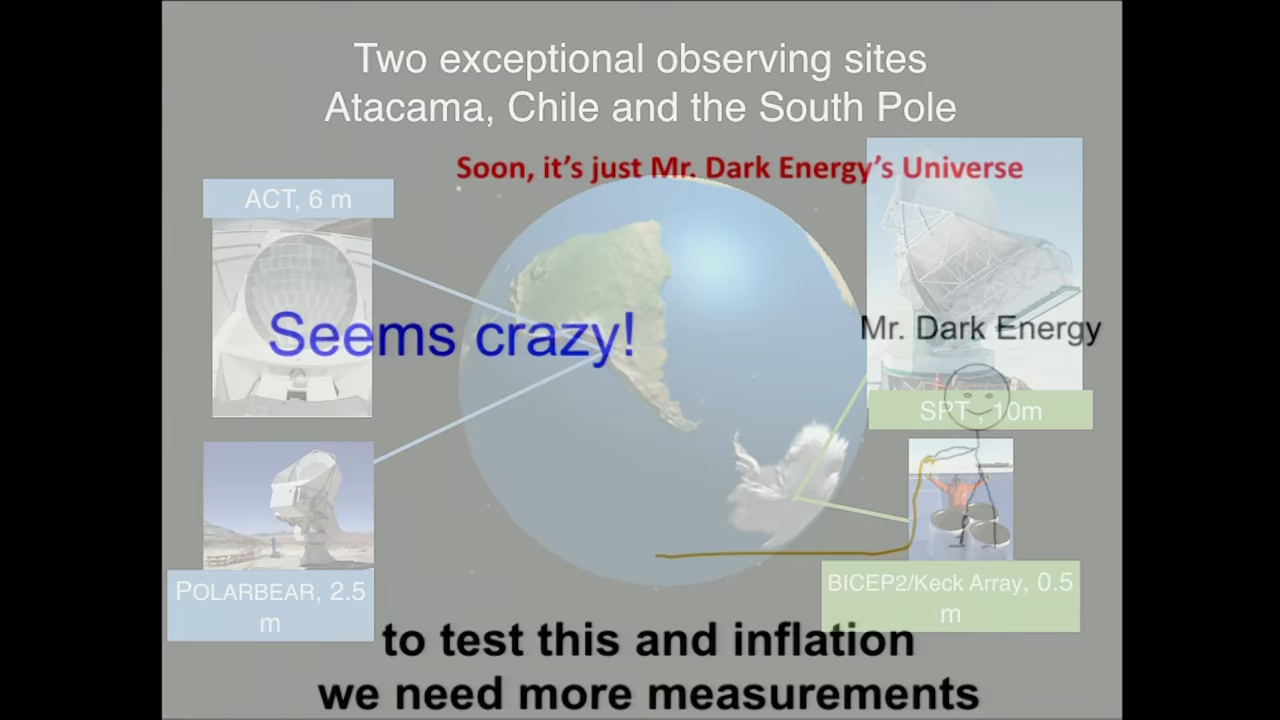 Two exceptional observing sites
Atacama, Chile and the South Pole
Soon, it's just Mr. Dark Energy's Universe
ACT, 6 m
Seems crazy!
Mr. Dark Energy
SPT , 10m
POLARBEAR, 2.5
m
BICEP2/Keck Array, 0.5
m
to test this and inflation
we need more measurements